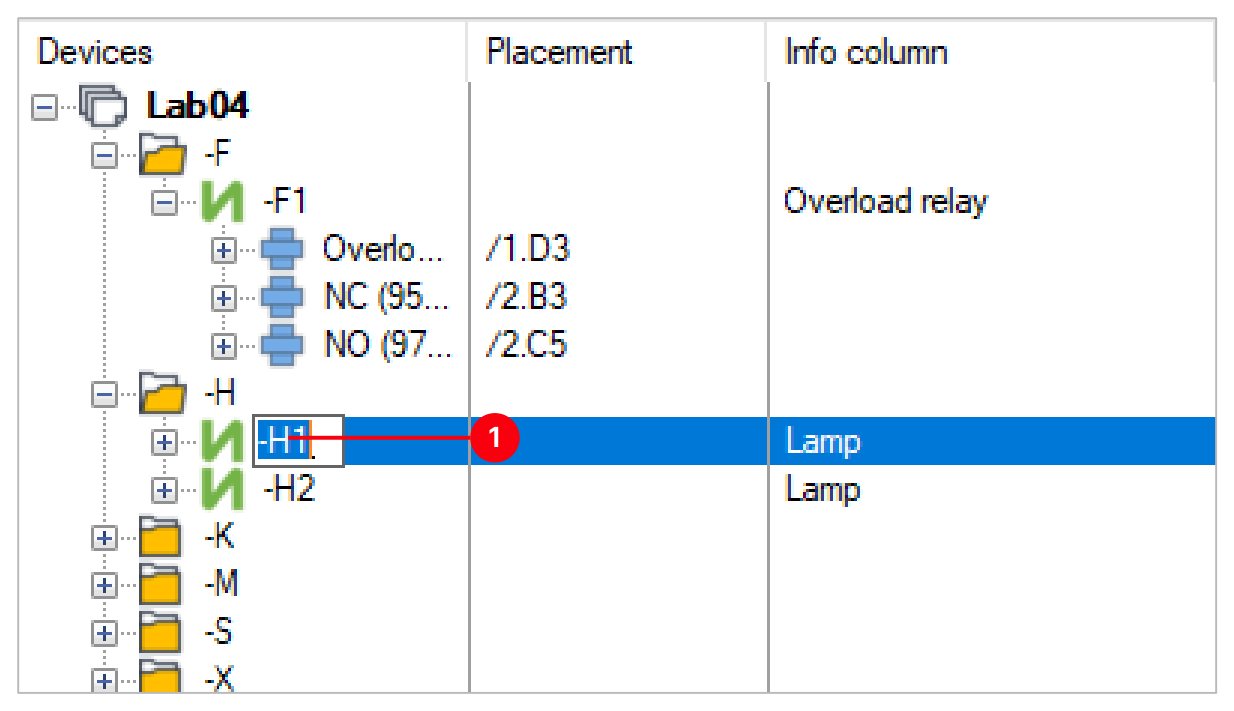 Devices Placement Info column
Lab04
-F
-F1 Overload relay
Overlo... /1.D3
NC (95... /2.B3
NO (97... /2.C5
-H
-H1 1 Lamp
-H2 Lamp
-K
-M
-S
-X